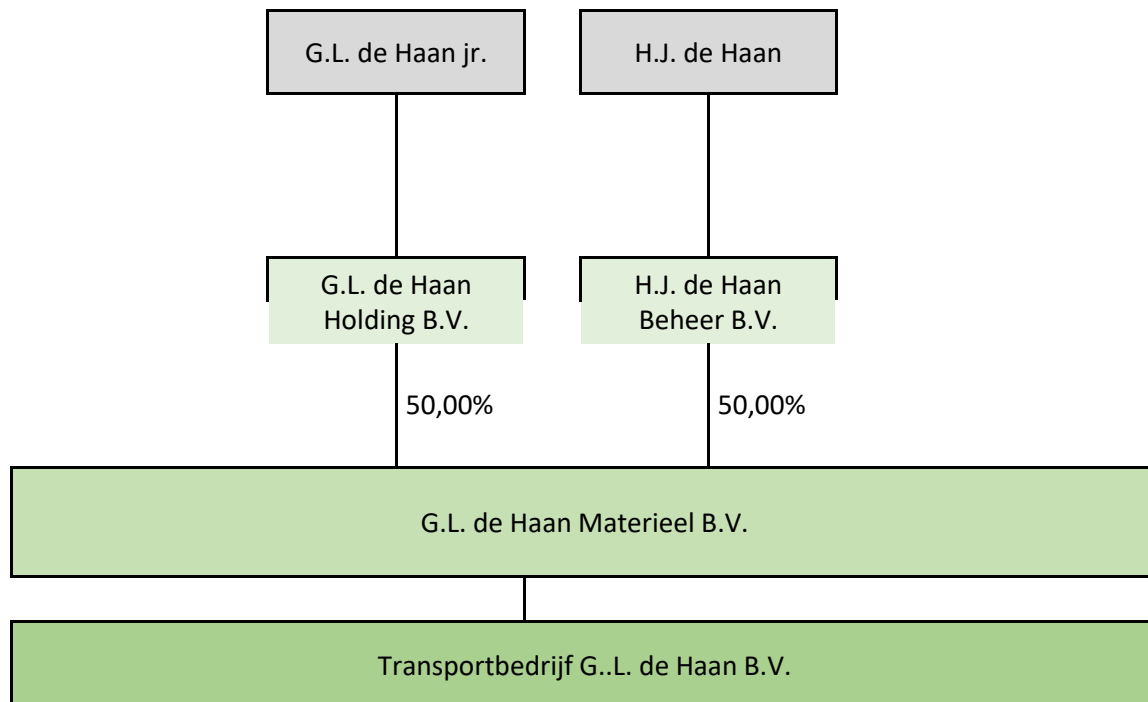 G.L. de Haan jr.
H.J. de Haan
G.L. de Haan
Holding B.V.
H.J. de Haan
Beheer B.V.
50,00%
50,00%
G.L. de Haan Materieel B.V.
Transportbedrijf G..L. de Haan B.V.